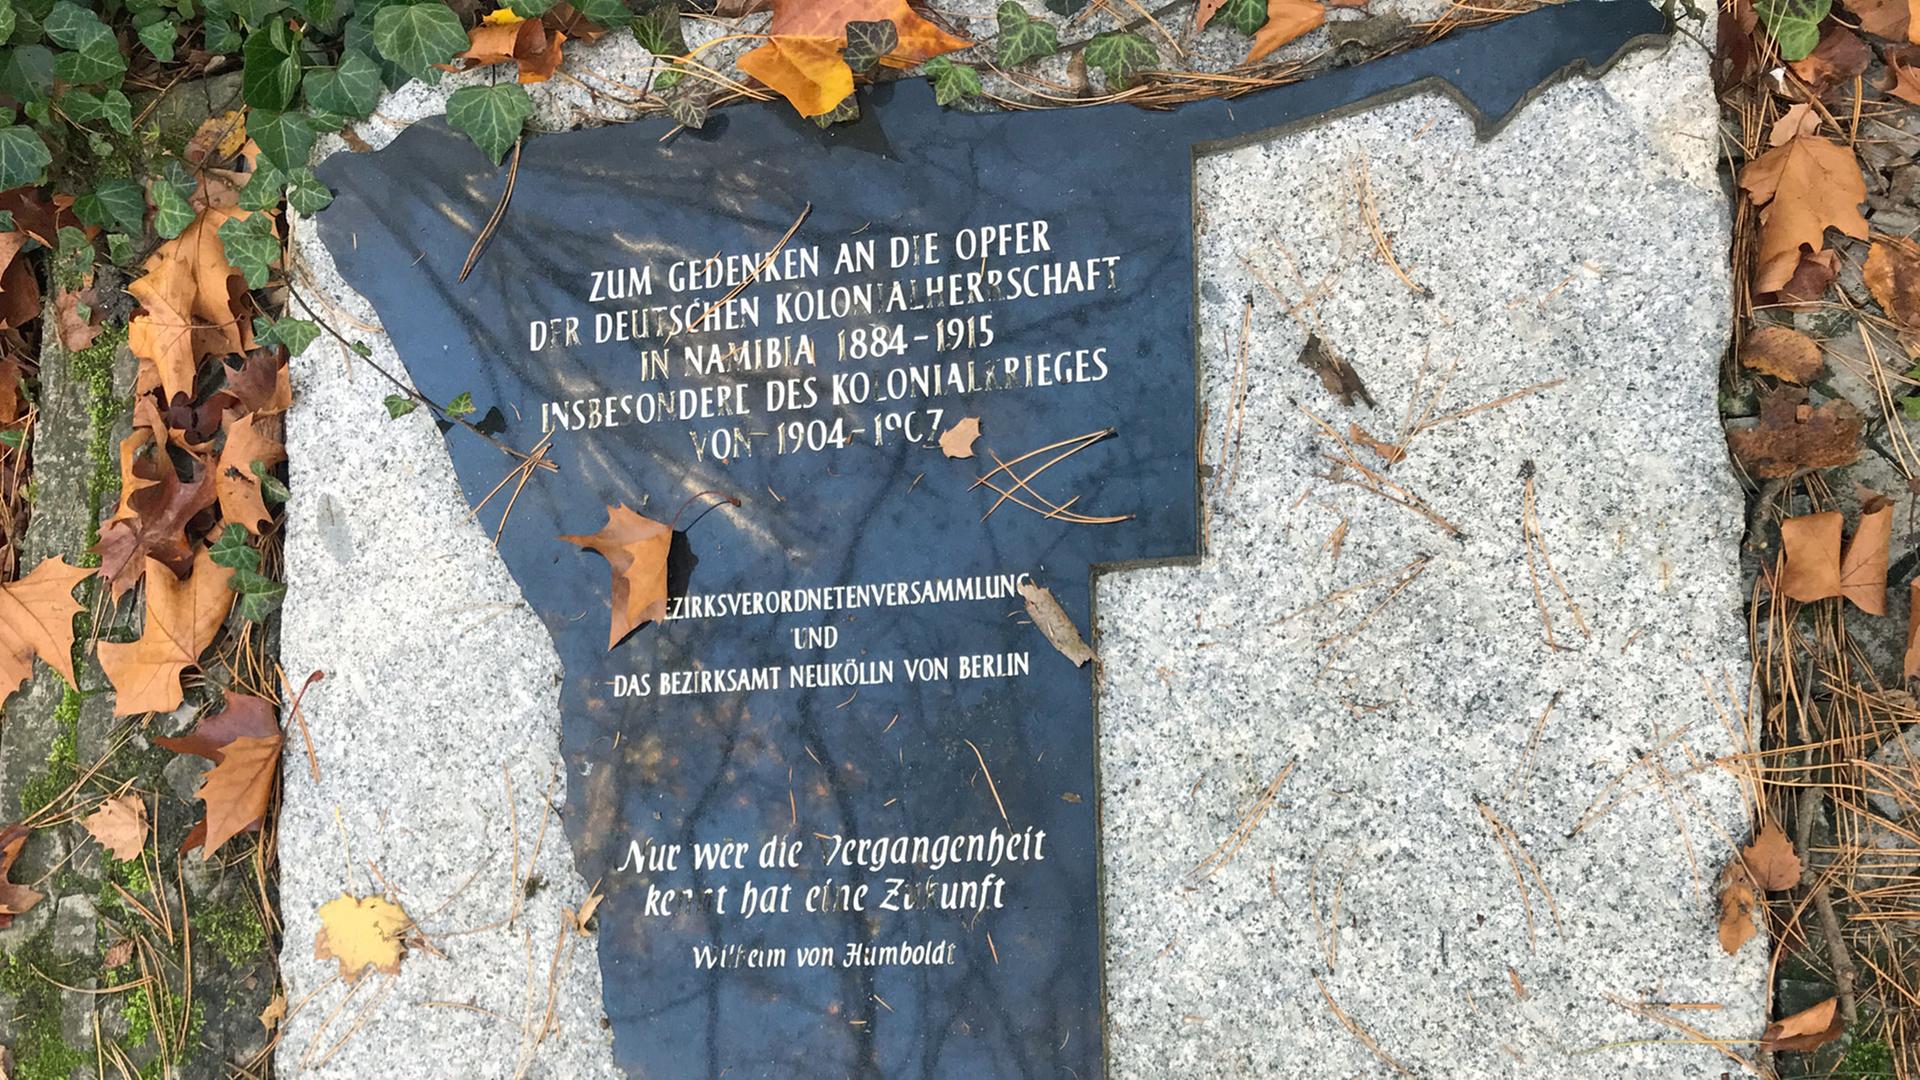 ZUM GEDENKEN AN DIE OPFER
DER DEUTSCHEN KOLONIALHERRSCHAFT
IN NAMIBIA 1884-1915
INSBESONDERE DES KOLONIALKRIEGES
VON 1904-1907
BEZIRKSVERORDNETENVERSAMMLUNG
UND
DAS BEZIRKSAMT NEUKÖLLN VON BERLIN
Nur wer die Vergangenheit
kennt hat eine Zukunft
Wilhelm von Humboldt